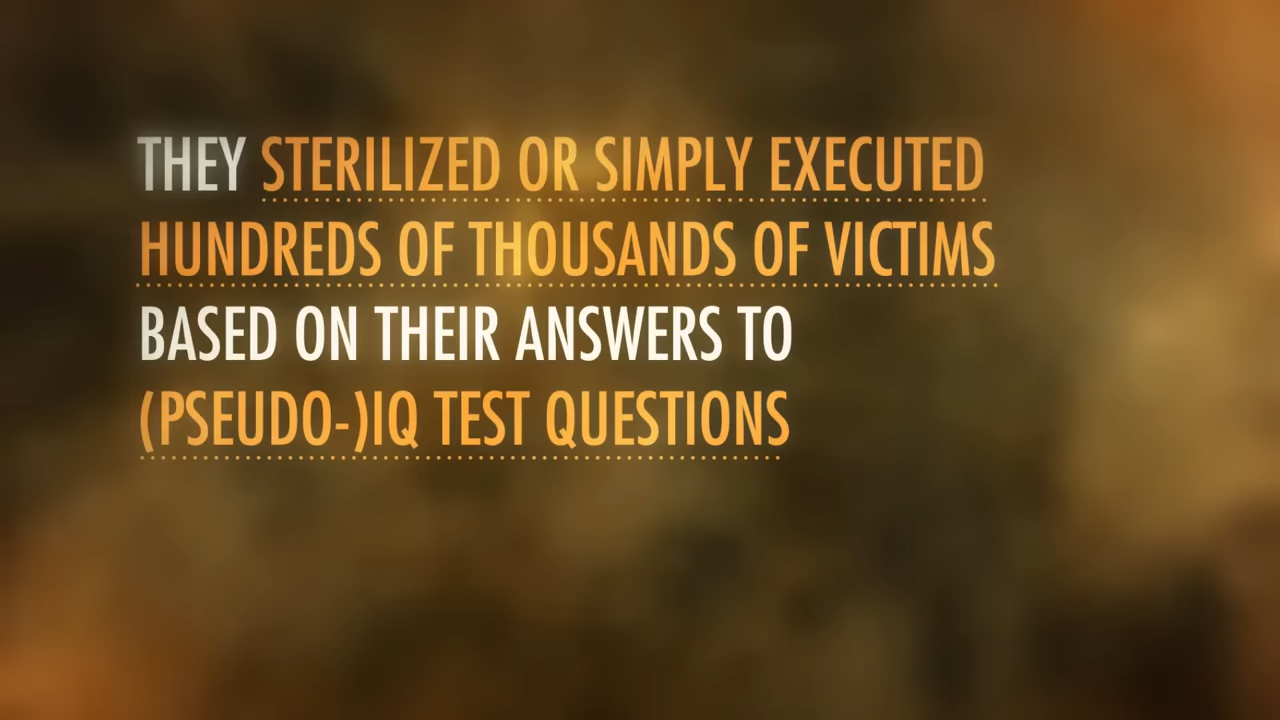 THEY STERILIZED OR SIMPLY EXECUTED
HUNDREDS OF THOUSANDS OF VICTIMS
BASED ON THEIR ANSWERS TO
(PSEUDO-)IQ TEST QUESTIONS